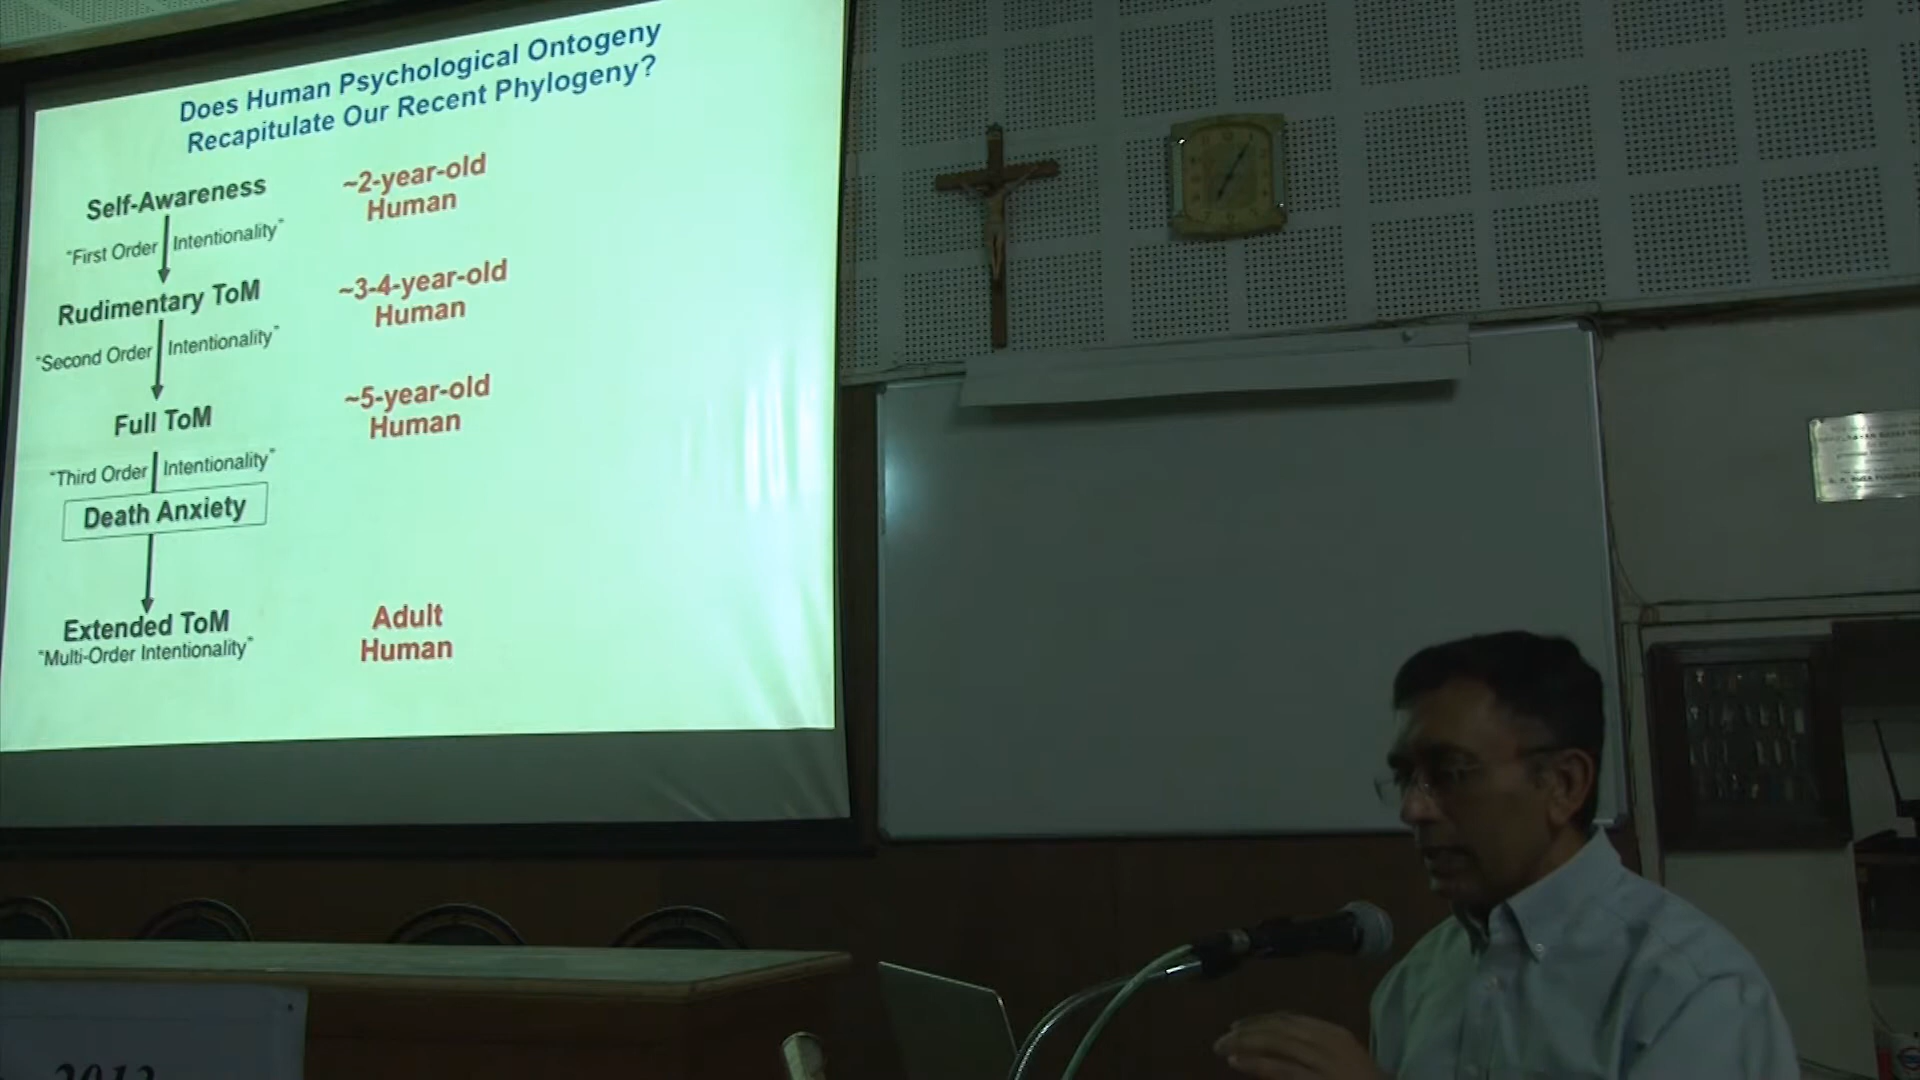 Does Human Psychological Ontogeny
Recapitulate Our Recent Phylogeny?
Self-Awareness
~2-year-old
Human
"First Order Intentionality"
Rudimentary ToM
~3-4-year-old
Human
"Second Order Intentionality"
Full ToM
~5-year-old
Human
"Third Order Intentionality"
Death Anxiety
Extended ToM
"Multi-Order Intentionality"
Adult
Human
2013